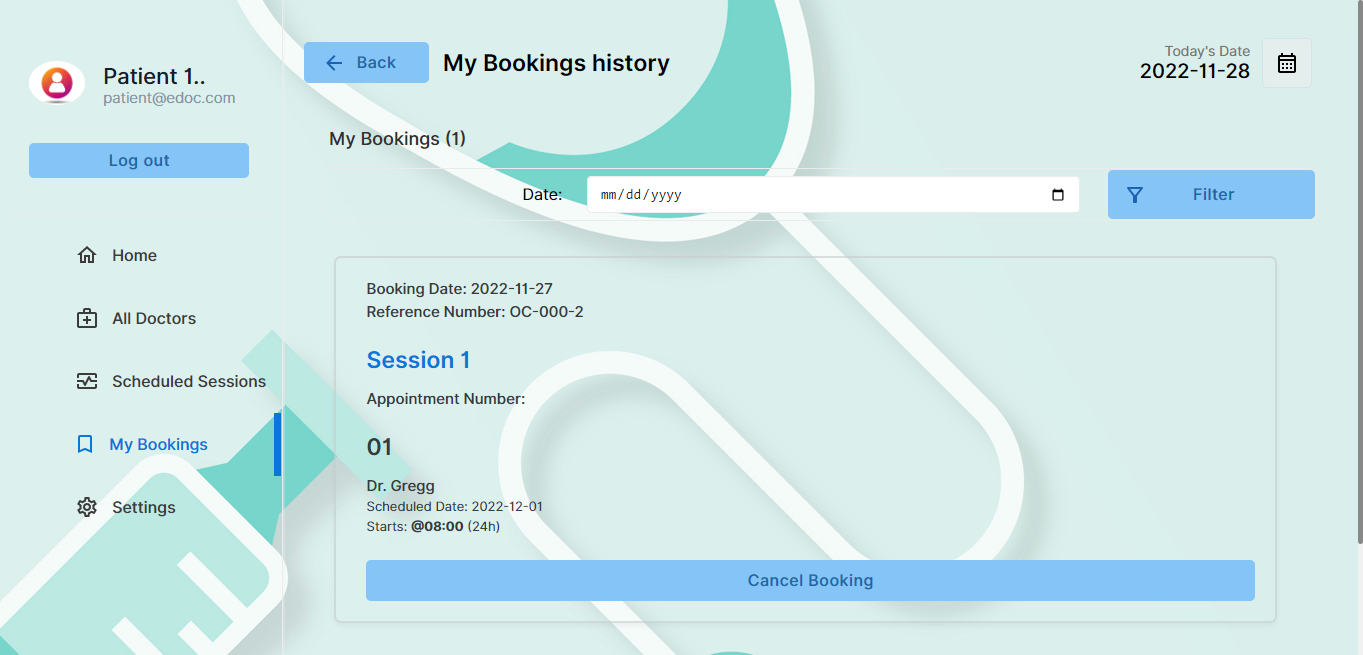 Patient 1..
patient@edoc.com
Log out
Home
All Doctors
Scheduled Sessions
My Bookings
Settings
Back
My Bookings history
Today's Date
2022-11-28
My Bookings (1)
Date:
mm/dd/yyyy
Filter
Booking Date: 2022-11-27
Reference Number: OC-000-2
Session 1
Appointment Number:
01
Dr. Gregg
Scheduled Date: 2022-12-01
Starts: @08:00 (24h)
Cancel Booking